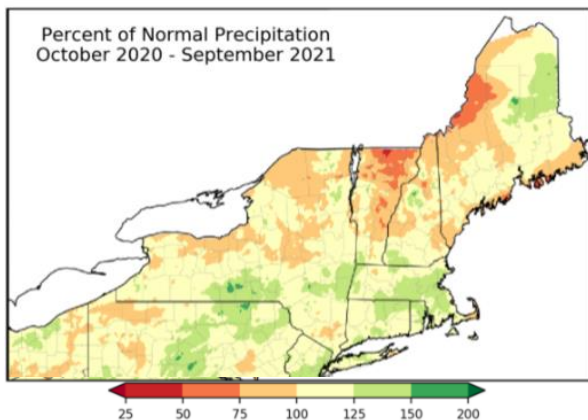 Percent of Normal Precipitation
October 2020 - September 2021
25 50 75 100 125 150 200